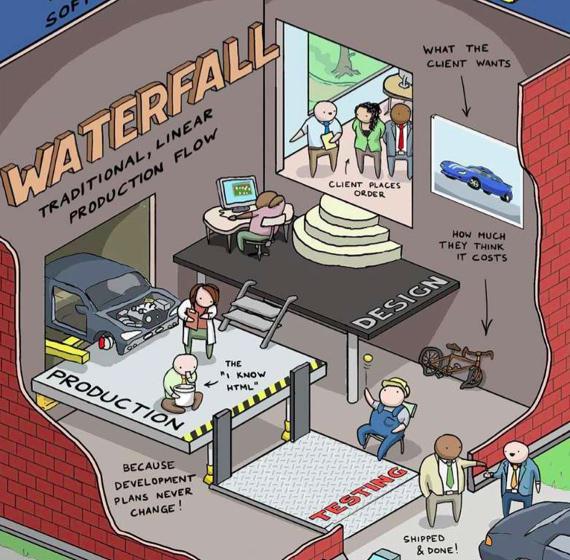 WATERFALL
TRADITIONAL, LINEAR
PRODUCTION FLOW
WHAT THE
CLIENT WANTS
CLIENT PLACES
ORDER
HOW MUCH
THEY THINK
IT COSTS
DESIGN
THE
"I KNOW
HTML"
PRODUCTION
BECAUSE
DEVELOPMENT
PLANS NEVER
CHANGE!
TESTING
SHIPPED
& DONE!